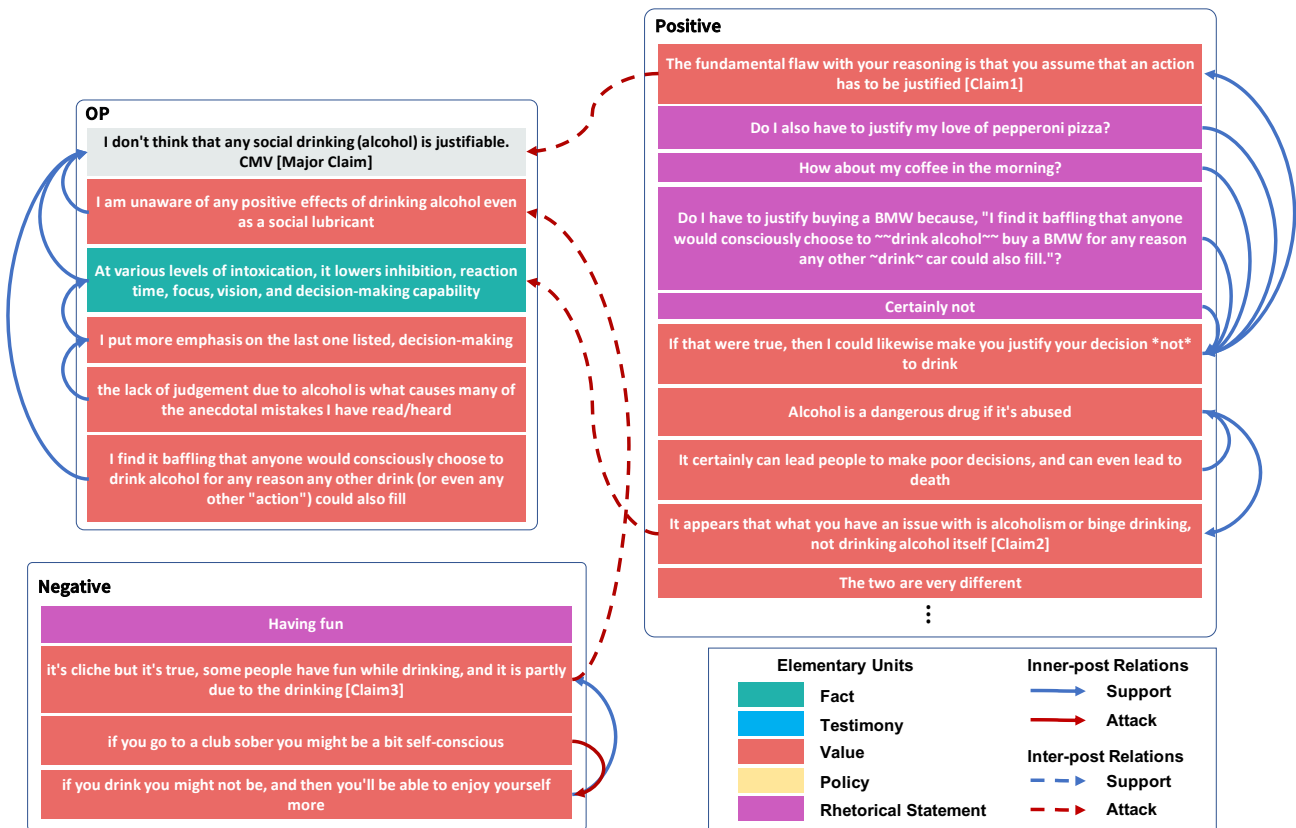 OP
I don't think that any social drinking (alcohol) is justifiable.
CMV [Major Claim]
I am unaware of any positive effects of drinking alcohol even
as a social lubricant
At various levels of intoxication, it lowers inhibition, reaction
time, focus, vision, and decision-making capability
I put more emphasis on the last one listed, decision-making
the lack of judgement due to alcohol is what causes many of
the anecdotal mistakes I have read/heard
I find it baffling that anyone would consciously choose to
drink alcohol for any reason any other drink (or even any
other "action") could also fill
Positive
The fundamental flaw with your reasoning is that you assume that an action
has to be justified [Claim1]
Do I also have to justify my love of pepperoni pizza?
How about my coffee in the morning?
Do I have to justify buying a BMW because, "I find it baffling that anyone
would consciously choose to ~~drink alcohol~~ buy a BMW for any reason
any other ~drink~ car could also fill."?
Certainly not
If that were true, then I could likewise make you justify your decision *not*
to drink
Alcohol is a dangerous drug if it's abused
It certainly can lead people to make poor decisions, and can even lead to
death
It appears that what you have an issue with is alcoholism or binge drinking,
not drinking alcohol itself [Claim2]
The two are very different
⋮
Negative
Having fun
it's cliche but it's true, some people have fun while drinking, and it is partly
due to the drinking [Claim3]
if you go to a club sober you might be a bit self-conscious
if you drink you might not be, and then you'll be able to enjoy yourself
more
Elementary Units
Fact
Testimony
Value
Policy
Rhetorical Statement
Inner-post Relations
Support
Attack
Inter-post Relations
Support
Attack